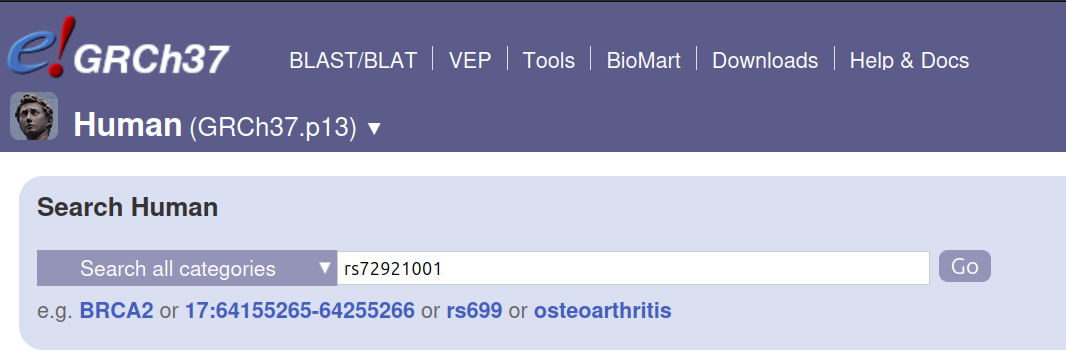 e!GRCh37 BLAST/BLAT VEP Tools BioMart Downloads Help & Docs
Human (GRCh37.p13) ▼
Search Human
Search all categories ▼ rs72921001 Go
e.g. BRCA2 or 17:64155265-64255266 or rs699 or osteoarthritis